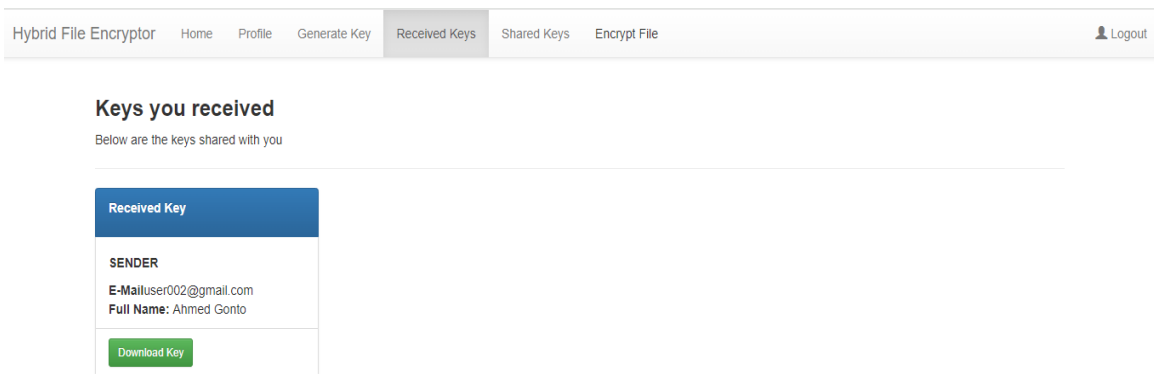 Hybrid File Encryptor Home Profile Generate Key Received Keys Shared Keys Encrypt File Logout
Keys you received
Below are the keys shared with you
Received Key
SENDER
E-Mailuser002@gmail.com
Full Name: Ahmed Gonto
Download Key